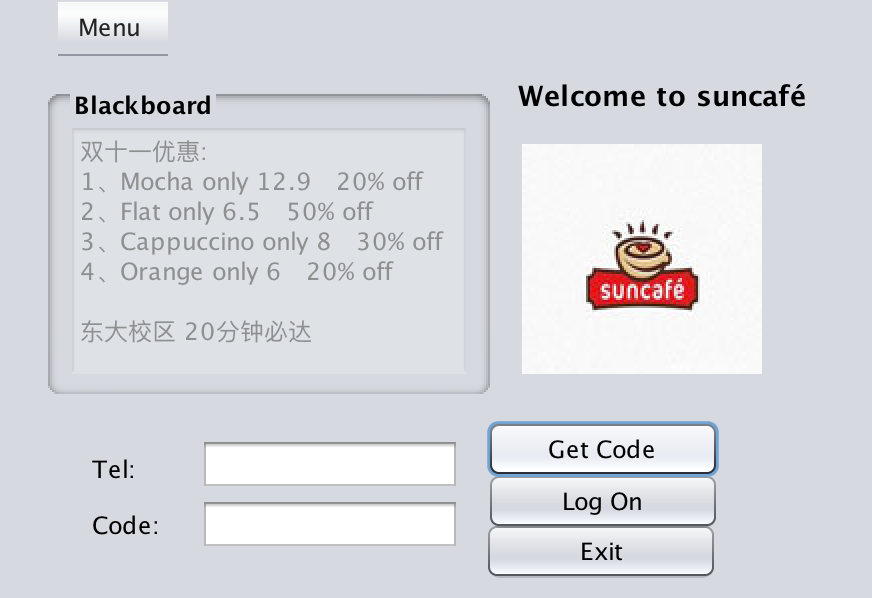 Menu
Blackboard
双十一优惠:
1、Mocha only 12.9   20% off
2、Flat only 6.5   50% off
3、Cappuccino only 8   30% off
4、Orange only 6   20% off
东大校区 20分钟必达
Welcome to suncafé
suncafé
Tel:
Code:
Get Code
Log On
Exit